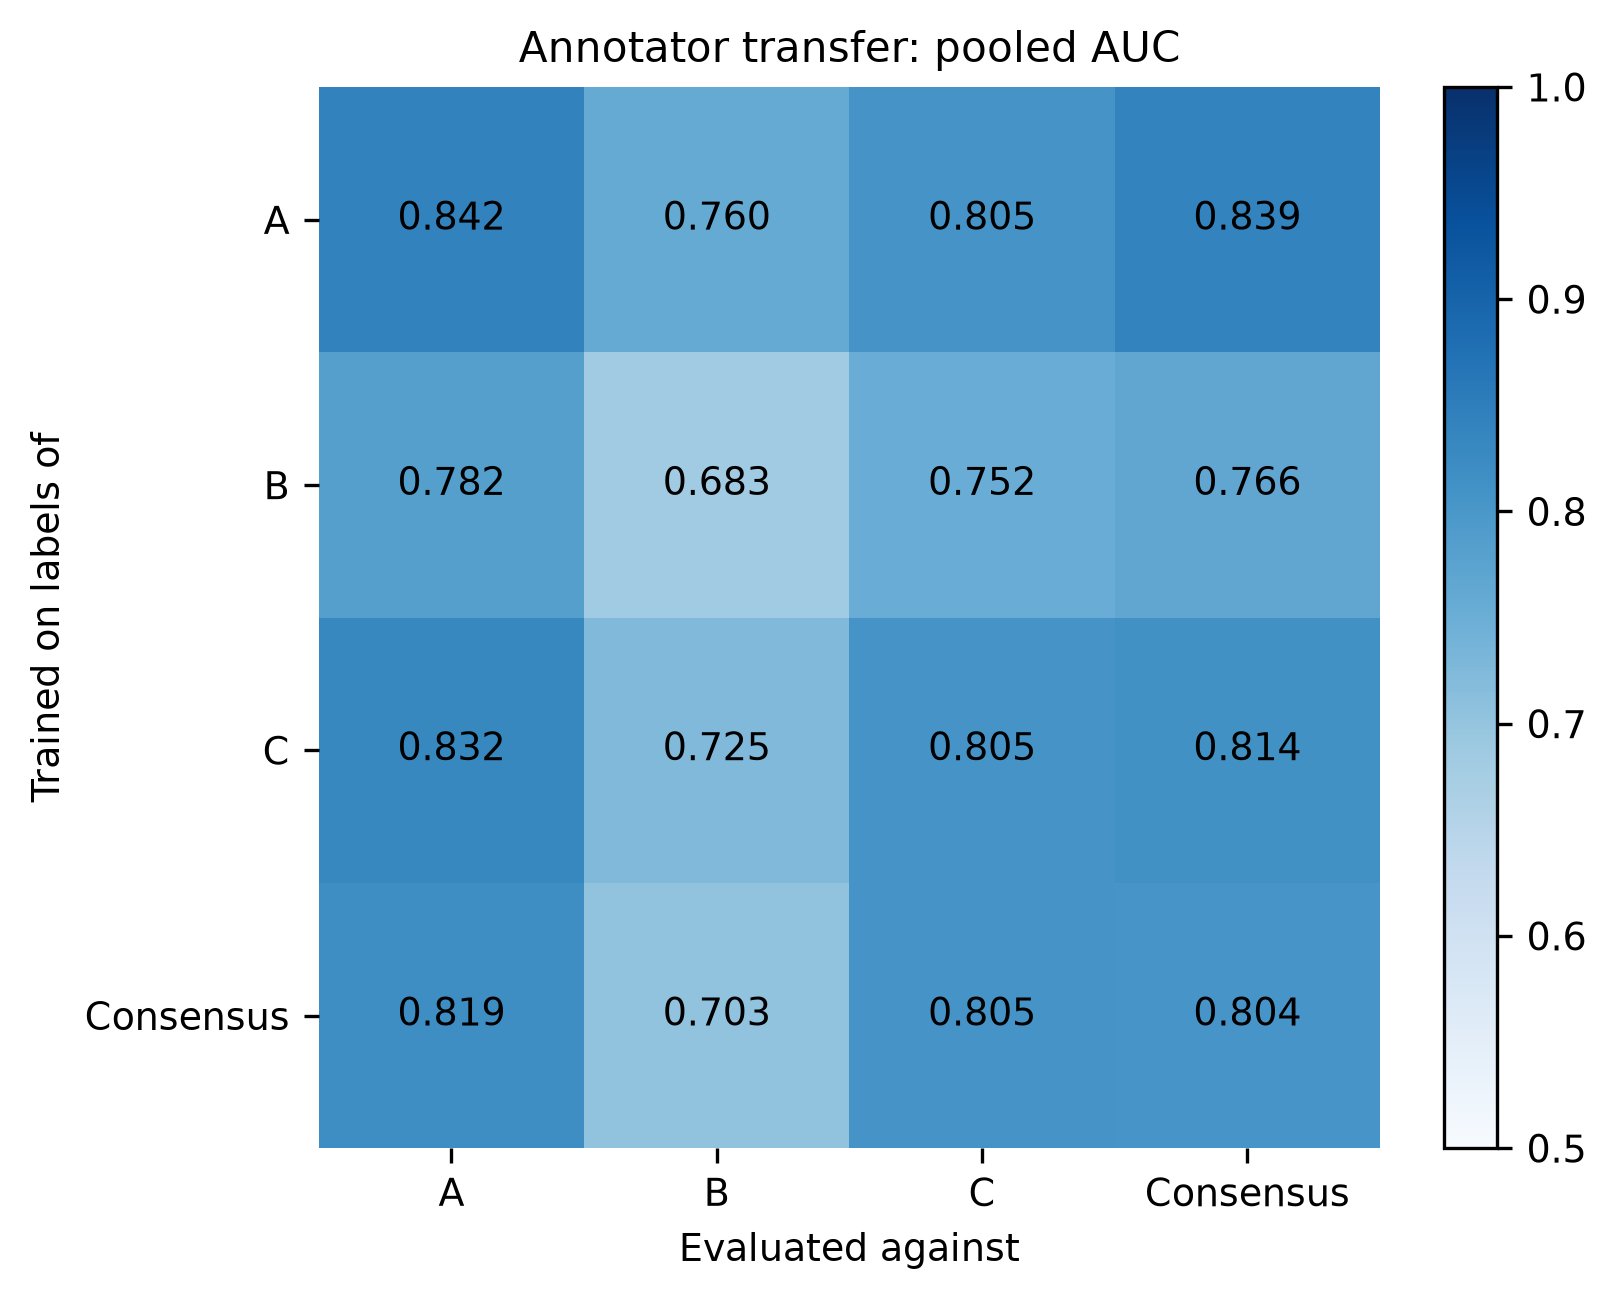 Annotator transfer: pooled AUC
Trained on labels of
A
0.842 0.760 0.805 0.839
B
0.782 0.683 0.752 0.766
C
0.832 0.725 0.805 0.814
Consensus
0.819 0.703 0.805 0.804
A B C Consensus
Evaluated against
1.0
0.9
0.8
0.7
0.6
0.5